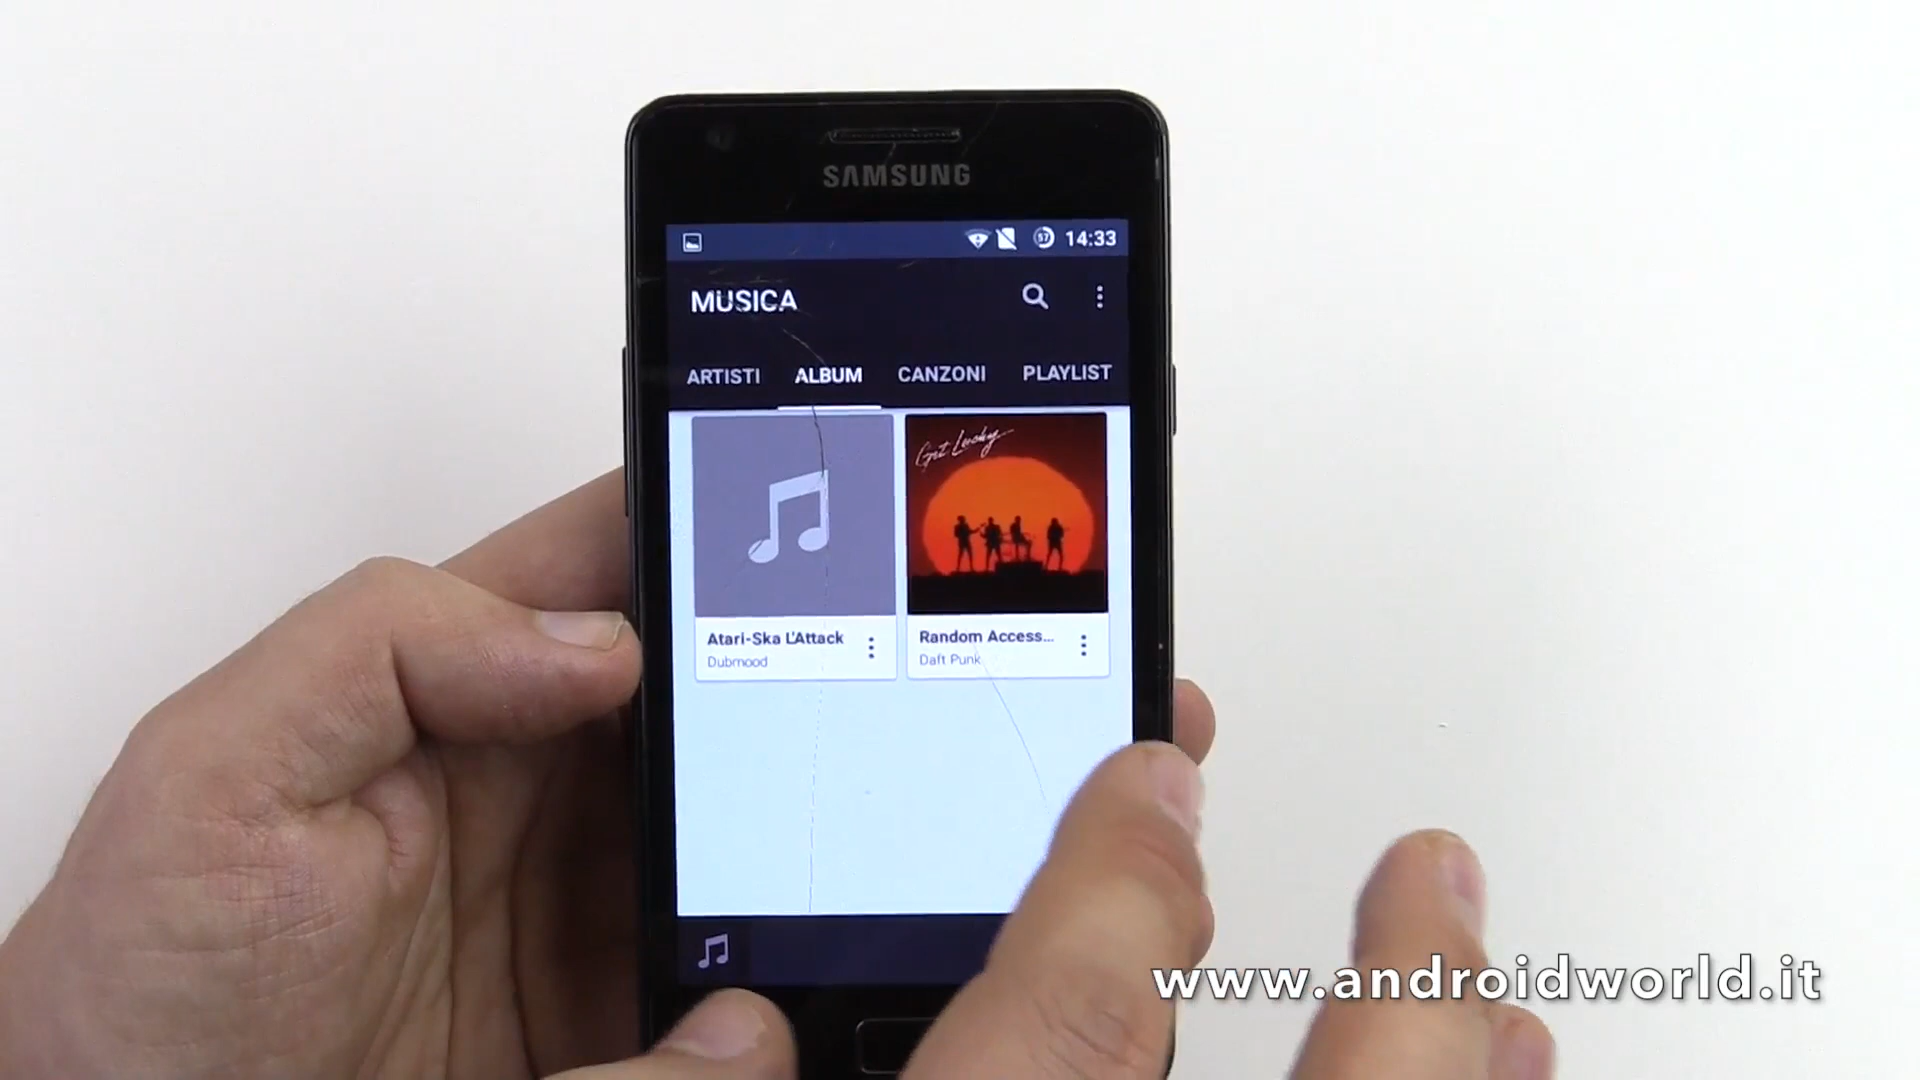 SAMSUNG
57 14:33
MUSICA
ARTISTI ALBUM CANZONI PLAYLIST
Get Lucky
Atari-Ska L'Attack
Dubmood
Random Access...
Daft Punk
www.androidworld.it